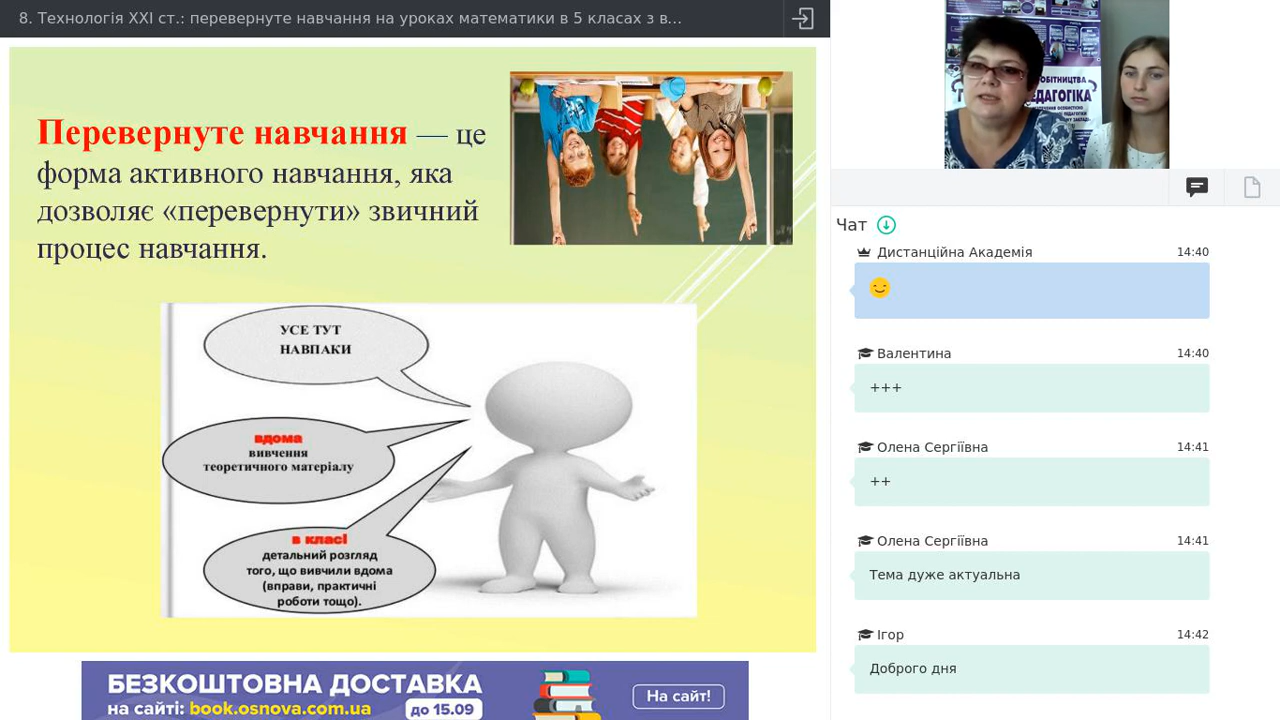 8. Технологія XXI ст.: перевернуте навчання на уроках математики в 5 класах з в...
Перевернуте навчання — це
форма активного навчання, яка
дозволяє «перевернути» звичний
процес навчання.
УСЕ ТУТ
НАВПАКИ
вдома
вивчення
теоретичного матеріалу
в класі
детальний розгляд
того, що вивчили вдома
(вправи, практичні
роботи тощо).
БЕЗКОШТОВНА ДОСТАВКА
на сайті: book.osnova.com.ua
до 15.09
На сайт!
ОБІТНИЦТВА
ЕДАГОГІКА
Чат
Дистанційна Академія 14:40
Валентина 14:40
+++
Олена Сергіївна 14:41
++
Олена Сергіївна 14:41
Тема дуже актуальна
Ігор 14:42
Доброго дня